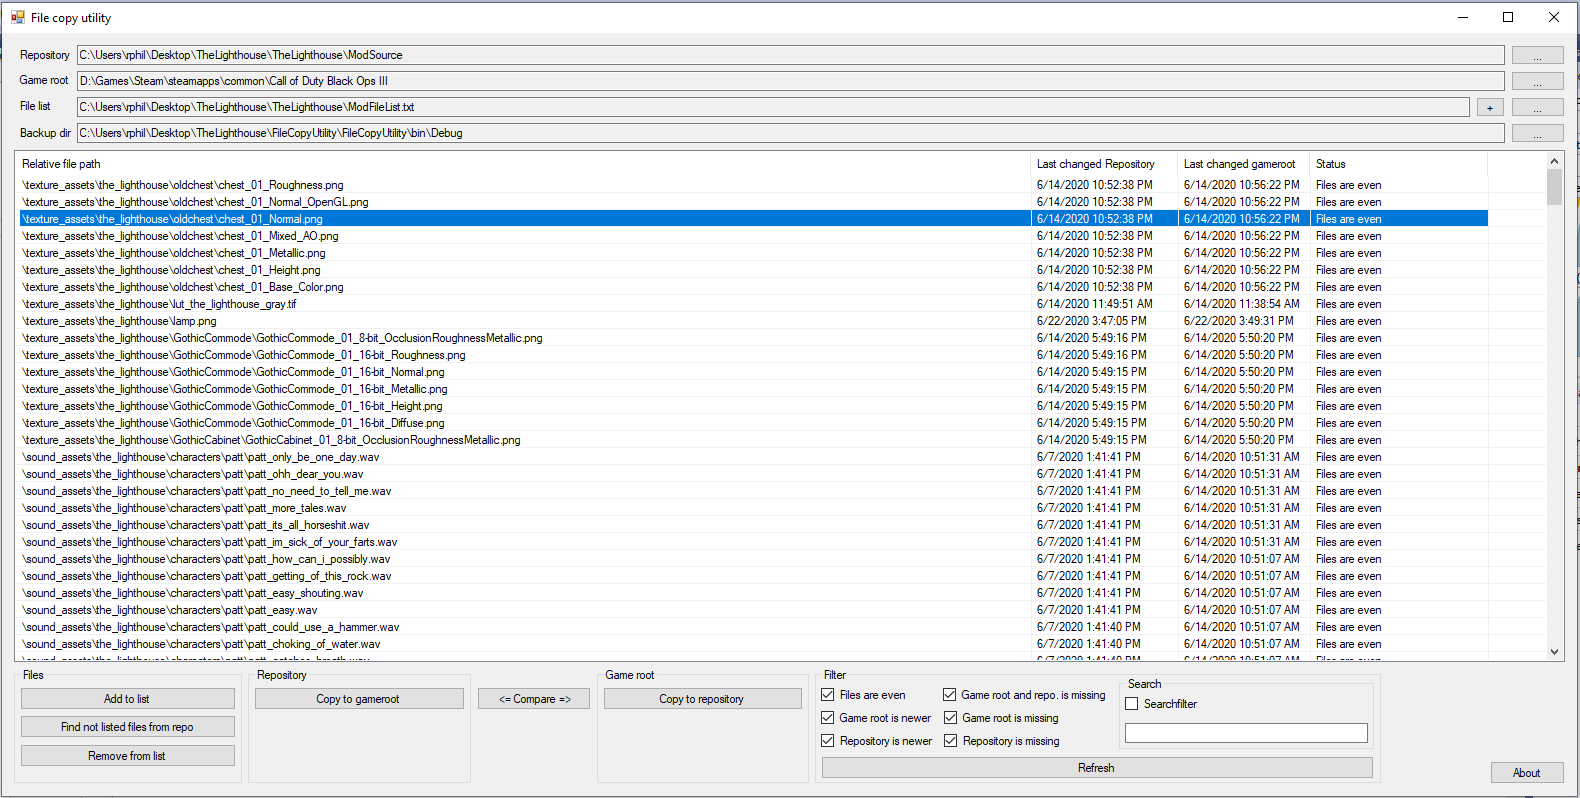 File copy utility
Repository C:\Users\rphil\Desktop\TheLighthouse\TheLighthouse\ModSource ...
Game root D:\Games\Steam\steamapps\common\Call of Duty Black Ops III ...
File list C:\Users\rphil\Desktop\TheLighthouse\TheLighthouse\ModFileList.txt + ...
Backup dir C:\Users\rphil\Desktop\TheLighthouse\FileCopyUtility\FileCopyUtility\bin\Debug ...
Relative file path Last changed Repository Last changed gameroot Status
\texture_assets\the_lighthouse\oldchest\chest_01_Roughness.png 6/14/2020 10:52:38 PM 6/14/2020 10:56:22 PM Files are even
\texture_assets\the_lighthouse\oldchest\chest_01_Normal_OpenGL.png 6/14/2020 10:52:38 PM 6/14/2020 10:56:22 PM Files are even
\texture_assets\the_lighthouse\oldchest\chest_01_Normal.png 6/14/2020 10:52:38 PM 6/14/2020 10:56:22 PM Files are even
\texture_assets\the_lighthouse\oldchest\chest_01_Mixed_AO.png 6/14/2020 10:52:38 PM 6/14/2020 10:56:22 PM Files are even
\texture_assets\the_lighthouse\oldchest\chest_01_Metallic.png 6/14/2020 10:52:38 PM 6/14/2020 10:56:22 PM Files are even
\texture_assets\the_lighthouse\oldchest\chest_01_Height.png 6/14/2020 10:52:38 PM 6/14/2020 10:56:22 PM Files are even
\texture_assets\the_lighthouse\oldchest\chest_01_Base_Color.png 6/14/2020 10:52:38 PM 6/14/2020 10:56:22 PM Files are even
\texture_assets\the_lighthouse\lut_the_lighthouse_gray.tif 6/14/2020 11:49:51 AM 6/14/2020 11:38:54 AM Files are even
\texture_assets\the_lighthouse\lamp.png 6/22/2020 3:47:05 PM 6/22/2020 3:49:31 PM Files are even
\texture_assets\the_lighthouse\GothicCommode\GothicCommode_01_8-bit_OcclusionRoughnessMetallic.png 6/14/2020 5:49:16 PM 6/14/2020 5:50:20 PM Files are even
\texture_assets\the_lighthouse\GothicCommode\GothicCommode_01_16-bit_Roughness.png 6/14/2020 5:49:16 PM 6/14/2020 5:50:20 PM Files are even
\texture_assets\the_lighthouse\GothicCommode\GothicCommode_01_16-bit_Normal.png 6/14/2020 5:49:15 PM 6/14/2020 5:50:20 PM Files are even
\texture_assets\the_lighthouse\GothicCommode\GothicCommode_01_16-bit_Metallic.png 6/14/2020 5:49:15 PM 6/14/2020 5:50:20 PM Files are even
\texture_assets\the_lighthouse\GothicCommode\GothicCommode_01_16-bit_Height.png 6/14/2020 5:49:15 PM 6/14/2020 5:50:20 PM Files are even
\texture_assets\the_lighthouse\GothicCommode\GothicCommode_01_16-bit_Diffuse.png 6/14/2020 5:49:15 PM 6/14/2020 5:50:20 PM Files are even
\texture_assets\the_lighthouse\GothicCabinet\GothicCabinet_01_8-bit_OcclusionRoughnessMetallic.png 6/14/2020 5:49:15 PM 6/14/2020 5:50:20 PM Files are even
\sound_assets\the_lighthouse\characters\patt\patt_only_be_one_day.wav 6/7/2020 1:41:41 PM 6/14/2020 10:51:31 AM Files are even
\sound_assets\the_lighthouse\characters\patt\patt_ohh_dear_you.wav 6/7/2020 1:41:41 PM 6/14/2020 10:51:31 AM Files are even
\sound_assets\the_lighthouse\characters\patt\patt_no_need_to_tell_me.wav 6/7/2020 1:41:41 PM 6/14/2020 10:51:31 AM Files are even
\sound_assets\the_lighthouse\characters\patt\patt_more_tales.wav 6/7/2020 1:41:41 PM 6/14/2020 10:51:31 AM Files are even
\sound_assets\the_lighthouse\characters\patt\patt_its_all_horseshit.wav 6/7/2020 1:41:41 PM 6/14/2020 10:51:31 AM Files are even
\sound_assets\the_lighthouse\characters\patt\patt_im_sick_of_your_farts.wav 6/7/2020 1:41:41 PM 6/14/2020 10:51:31 AM Files are even
\sound_assets\the_lighthouse\characters\patt\patt_how_can_i_possibly.wav 6/7/2020 1:41:41 PM 6/14/2020 10:51:07 AM Files are even
\sound_assets\the_lighthouse\characters\patt\patt_getting_of_this_rock.wav 6/7/2020 1:41:41 PM 6/14/2020 10:51:07 AM Files are even
\sound_assets\the_lighthouse\characters\patt\patt_easy_shouting.wav 6/7/2020 1:41:41 PM 6/14/2020 10:51:07 AM Files are even
\sound_assets\the_lighthouse\characters\patt\patt_easy.wav 6/7/2020 1:41:41 PM 6/14/2020 10:51:07 AM Files are even
\sound_assets\the_lighthouse\characters\patt\patt_could_use_a_hammer.wav 6/7/2020 1:41:40 PM 6/14/2020 10:51:07 AM Files are even
\sound_assets\the_lighthouse\characters\patt\patt_choking_of_water.wav 6/7/2020 1:41:40 PM 6/14/2020 10:51:07 AM Files are even
Files Repository Game root Filter
Add to list Copy to gameroot <= Compare => Copy to repository
Find not listed files from repo
Remove from list
Files are even Game root and repo. is missing
Game root is newer Game root is missing
Repository is newer Repository is missing
Search
Searchfilter
Refresh
About